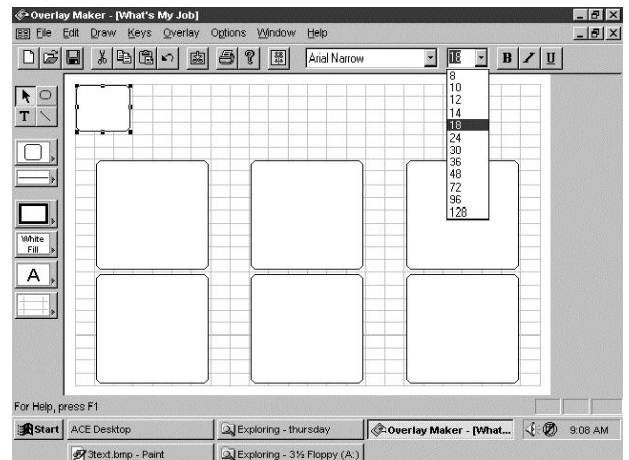 Overlay Maker - [What's My Job]
File Edit Draw Keys Overlay Options Window Help
Arial Narrow 18 B I U
8
10
12
14
18
24
30
36
48
72
96
128
T
White
Fill
A
For Help, press F1
Start ACE Desktop Exploring - thursday Overlay Maker - [What... 9:08 AM
3text.bmp - Paint Exploring - 3½ Floppy (A:)